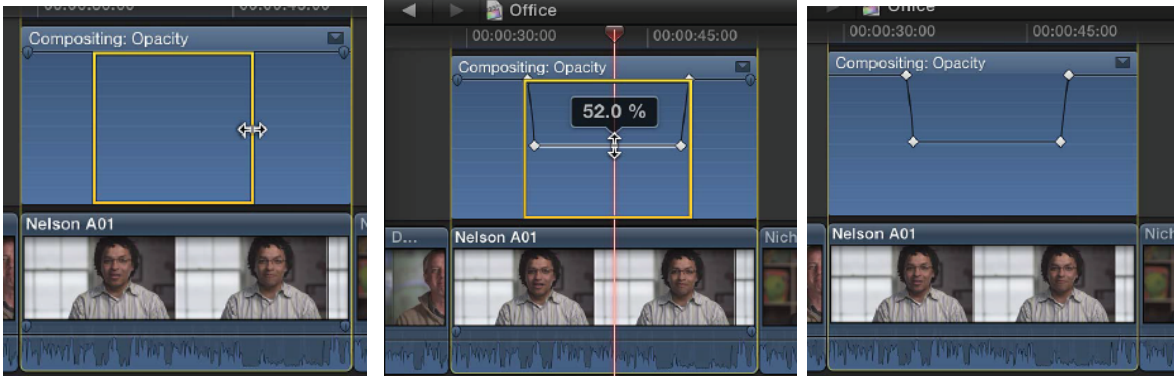 Compositing: Opacity
Nelson A01
N
Office
00:00:30:00
00:00:45:00
Compositing: Opacity
52.0 %
D...
Nelson A01
Nich
00:00:30:00
00:00:45:00
Compositing: Opacity
Nelson A01
Nich